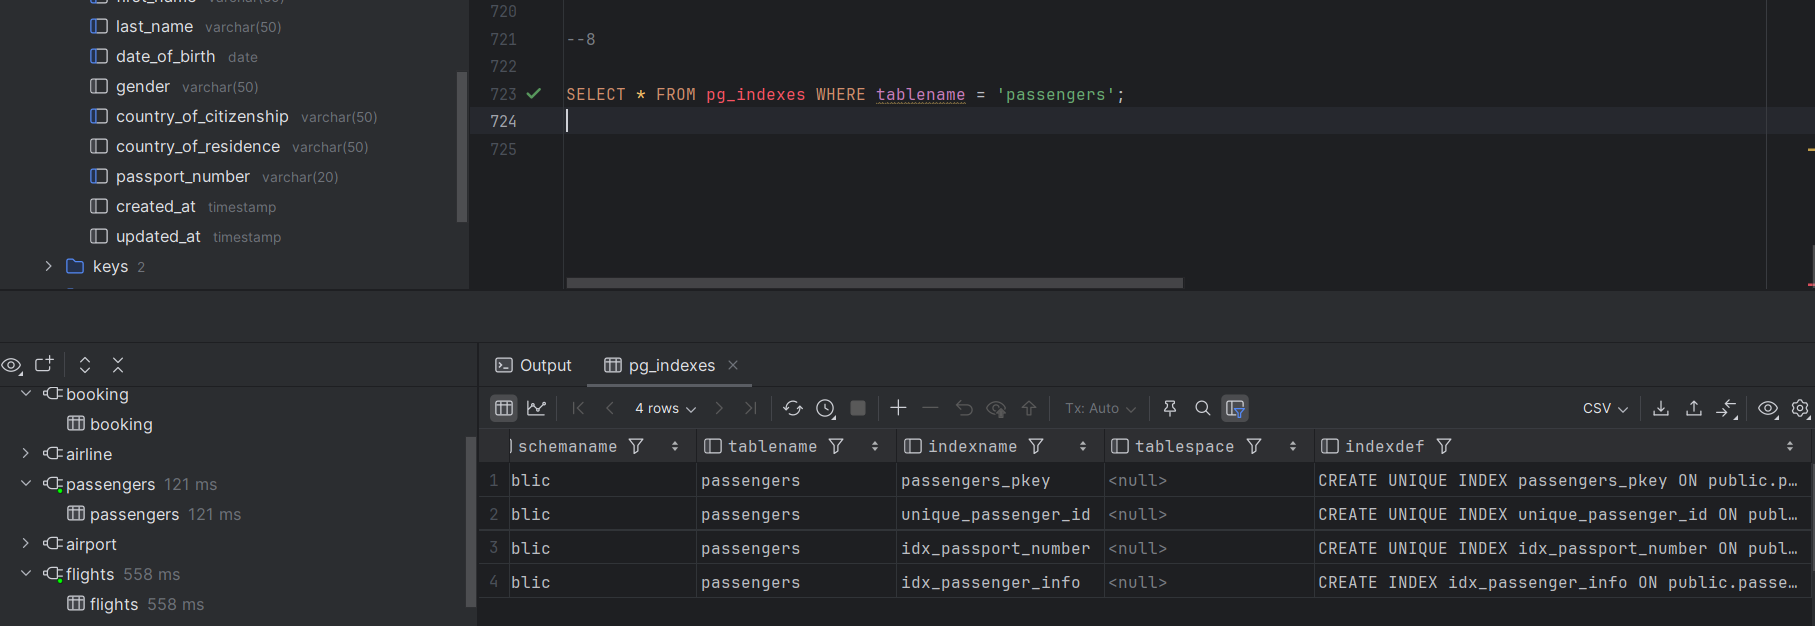 last_name varchar(50)
date_of_birth date
gender varchar(50)
country_of_citizenship varchar(50)
country_of_residence varchar(50)
passport_number varchar(20)
created_at timestamp
updated_at timestamp
keys 2
720
721 --8
722
723 SELECT * FROM pg_indexes WHERE tablename = 'passengers';
724
725
booking
booking
airline
passengers 121 ms
passengers 121 ms
airport
flights 558 ms
flights 558 ms
Output pg_indexes
4 rows Tx: Auto CSV
schemaname tablename indexname tablespace indexdef
1 blic passengers passengers_pkey <null> CREATE UNIQUE INDEX passengers_pkey ON public.p…
2 blic passengers unique_passenger_id <null> CREATE UNIQUE INDEX unique_passenger_id ON publ…
3 blic passengers idx_passport_number <null> CREATE UNIQUE INDEX idx_passport_number ON publ…
4 blic passengers idx_passenger_info <null> CREATE INDEX idx_passenger_info ON public.passe…